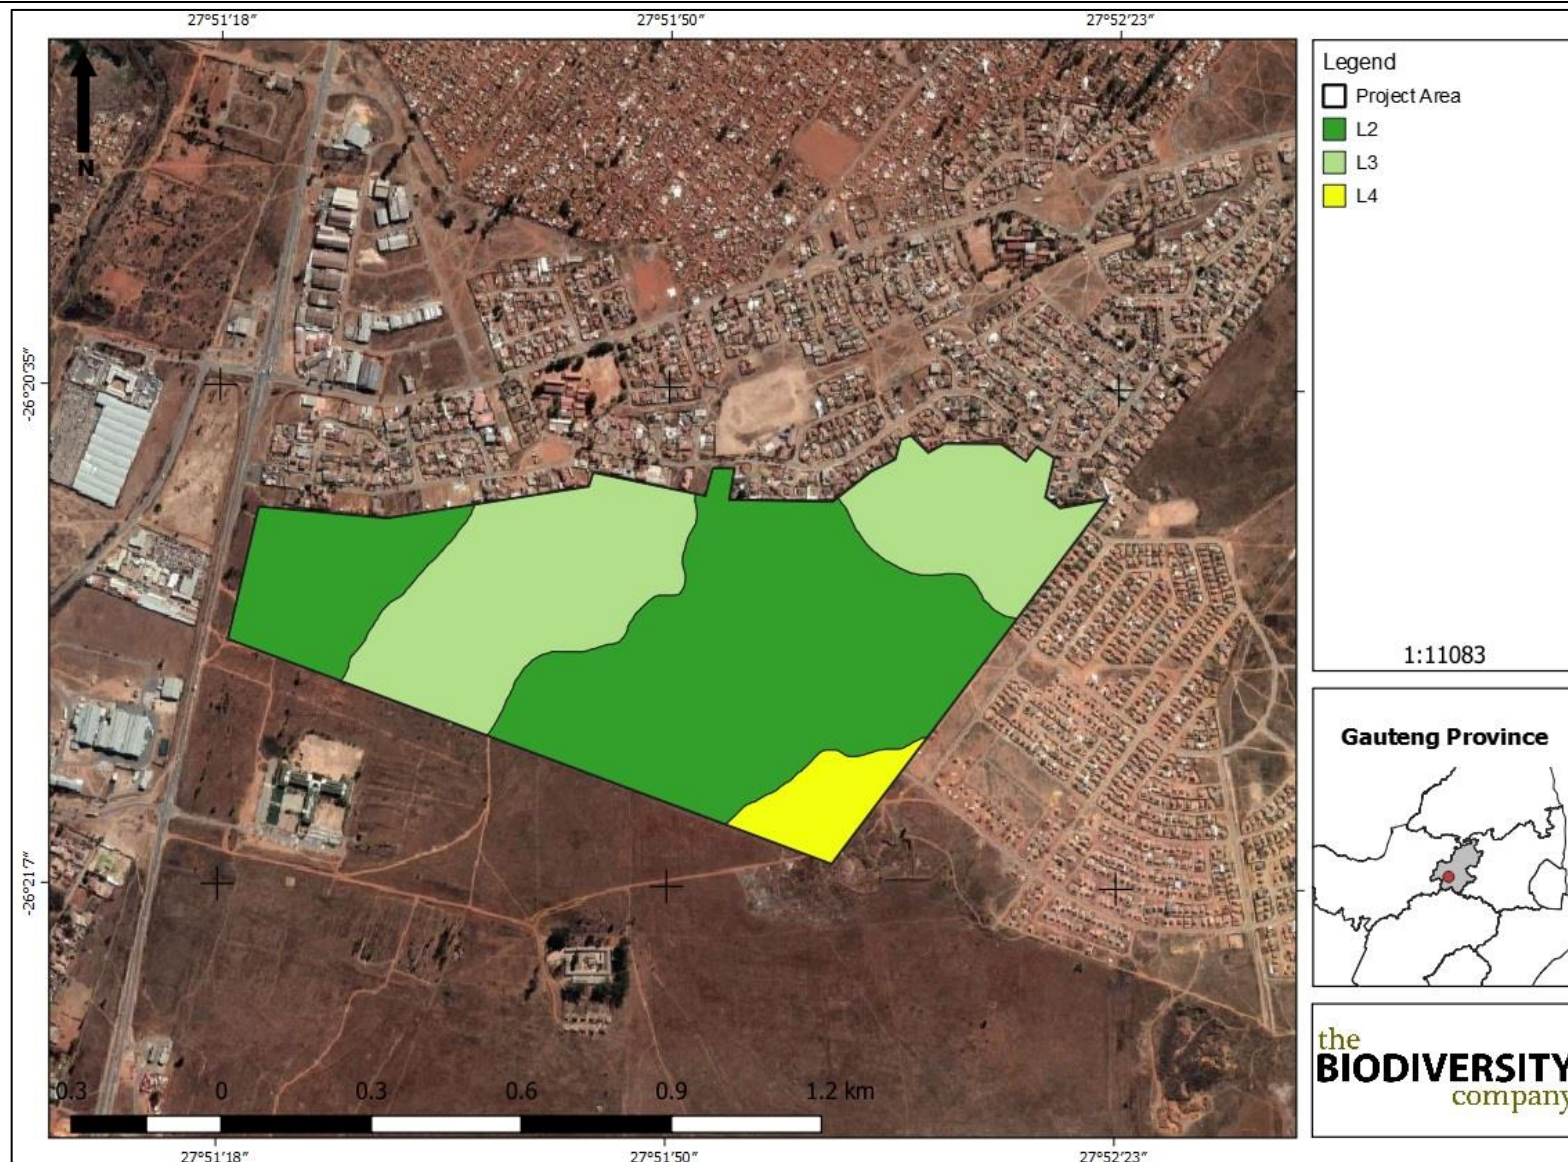 27°51'18"
27°51'50"
27°52'23"
N
-26°20'35"
-26°21'7"
0.3
0
0.3
0.6
0.9
1.2 km
27°51'18"
27°51'50"
27°52'23"
Legend
Project Area
L2
L3
L4
1:11083
Gauteng Province
the
BIODIVERSITY
company